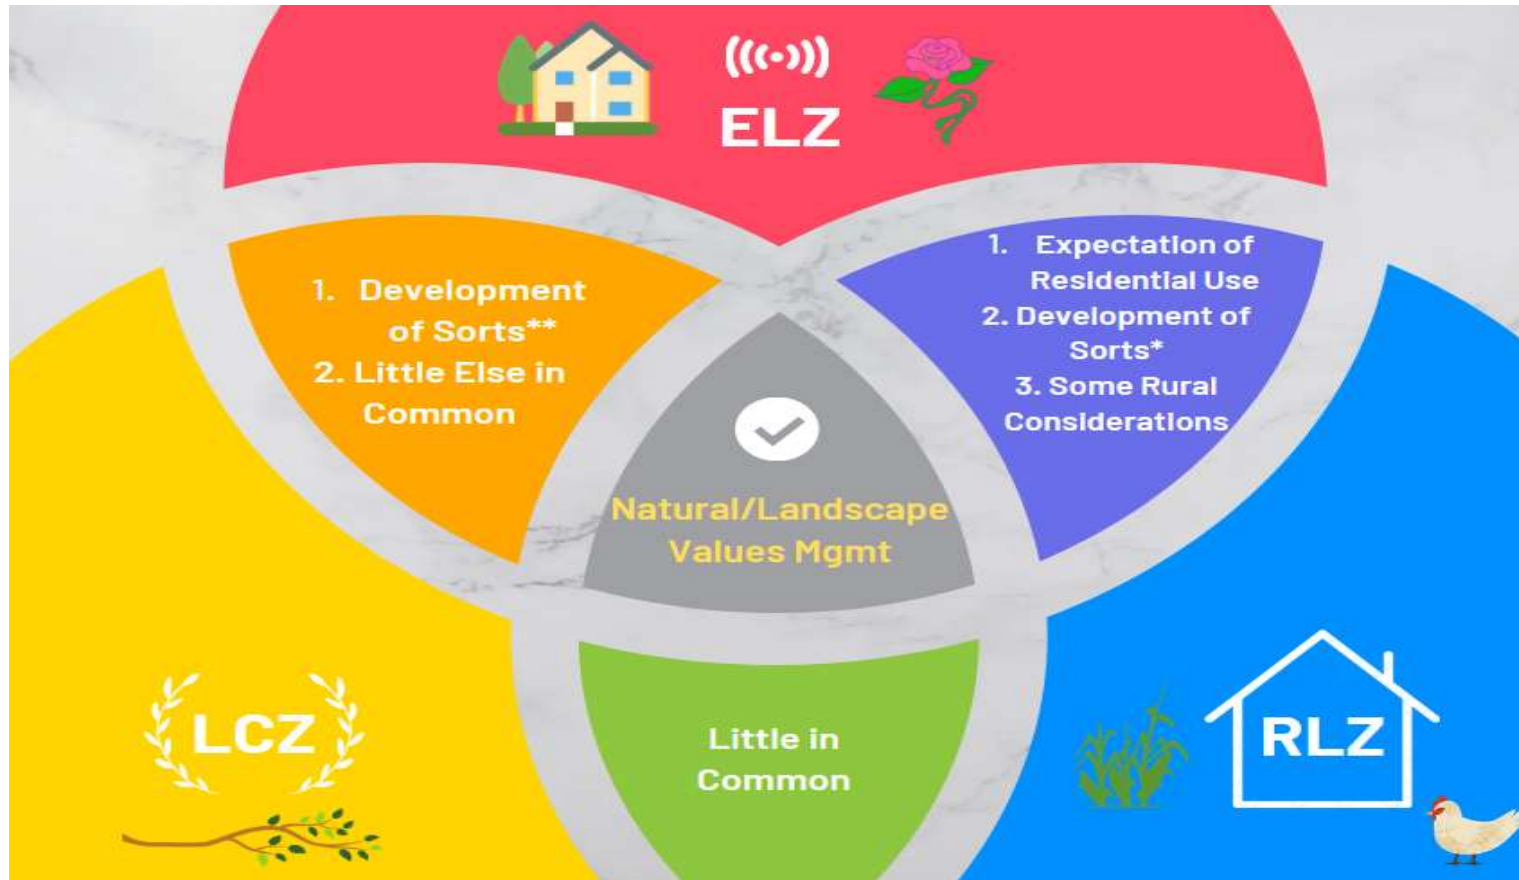 ELZ
1. Development
of Sorts**
2. Little Else in
Common
1. Expectation of
Residential Use
2. Development of
Sorts*
3. Some Rural
Considerations
Natural/Landscape
Values Mgmt
LCZ
RLZ
Little in
Common